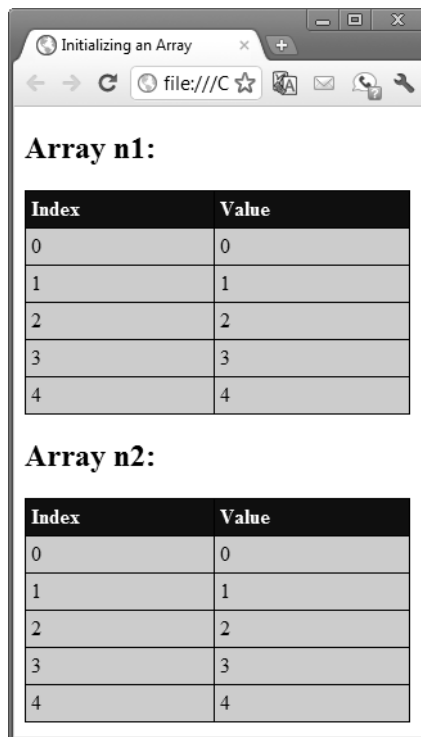 Initializing an Array
file:///C
Array n1:
Index Value
0 0
1 1
2 2
3 3
4 4
Array n2:
Index Value
0 0
1 1
2 2
3 3
4 4